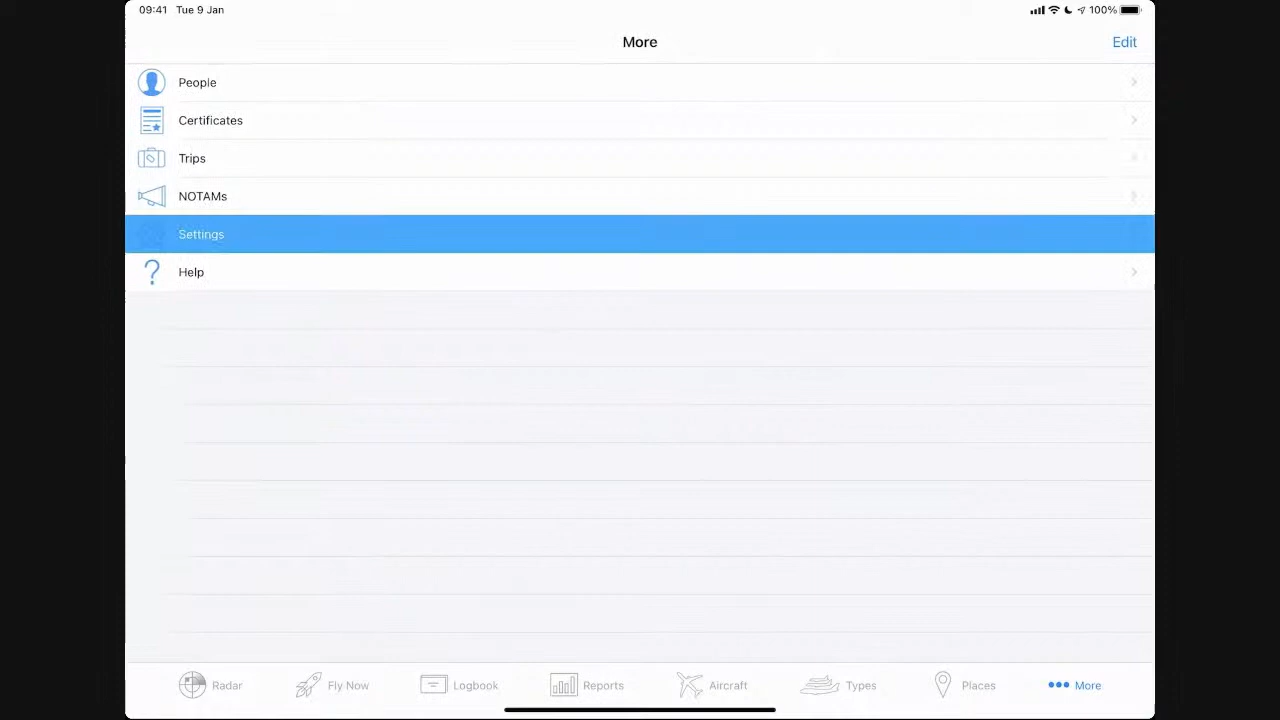 09:41 Tue 9 Jan 100%
More Edit
People
Certificates
Trips
NOTAMs
Settings
Help
Radar Fly Now Logbook Reports Aircraft Types Places More